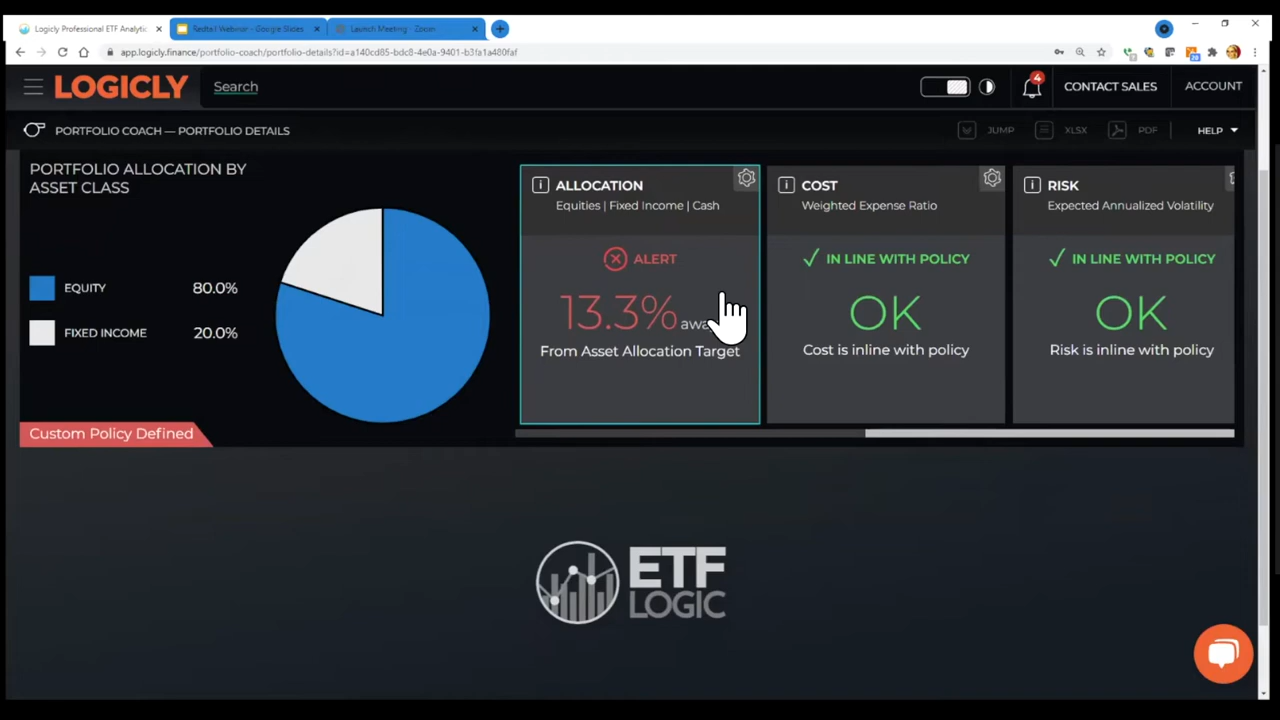 Logicly Professional ETF Analytic
Redtail Webinar - Google Slides
Launch Meeting - Zoom
app.logicly.finance/portfolio-coach/portfolio-details?id=a140cd85-bdc8-4e0a-9401-b3fa1a480faf
LOGICLY
Search
4
CONTACT SALES
ACCOUNT
PORTFOLIO COACH — PORTFOLIO DETAILS
JUMP
XLSX
PDF
HELP
PORTFOLIO ALLOCATION BY
ASSET CLASS
EQUITY 80.0%
FIXED INCOME 20.0%
Custom Policy Defined
ALLOCATION
Equities | Fixed Income | Cash
ALERT
13.3%
From Asset Allocation Target
COST
Weighted Expense Ratio
IN LINE WITH POLICY
OK
Cost is inline with policy
RISK
Expected Annualized Volatility
IN LINE WITH POLICY
OK
Risk is inline with policy
ETF
LOGIC